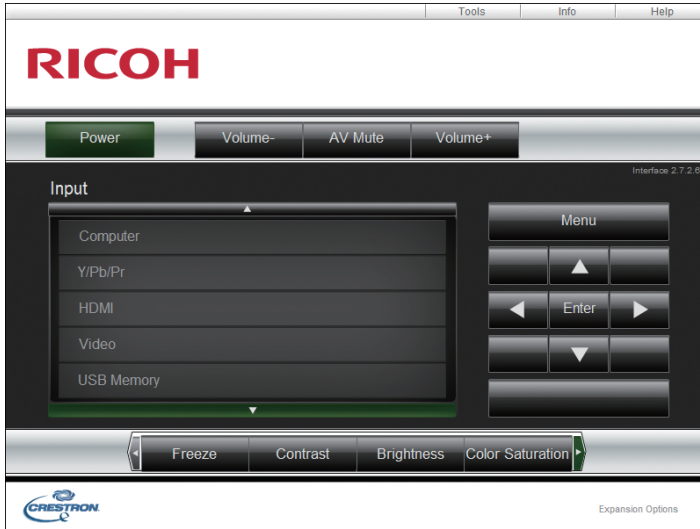 Tools Info Help
RICOH
Power Volume- AV Mute Volume+
Interface 2.7.2.6
Input
Computer
Y/Pb/Pr
HDMI
Video
USB Memory
Menu
Enter
Freeze Contrast Brightness Color Saturation
CRESTRON
Expansion Options